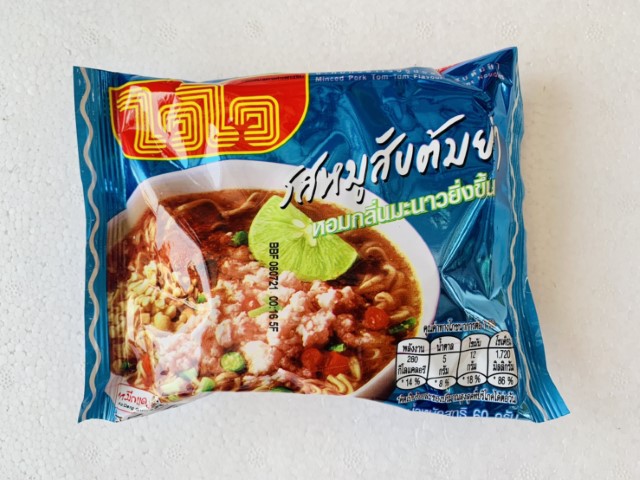 Minced Pork Tom Yum Flavour
ไวไว
รสหมูสับต้มยำ
หอมกลิ่นมะนาวยิ่งขึ้น
BBF 060721 00:16 5F
พลังงาน น้ำตาล ไขมัน โซเดียม
280 5 12 1,720
กิโลแคลอรี กรัม กรัม มิลลิกรัม
*14 % *8 % *18 % *86 %
60 กรัม